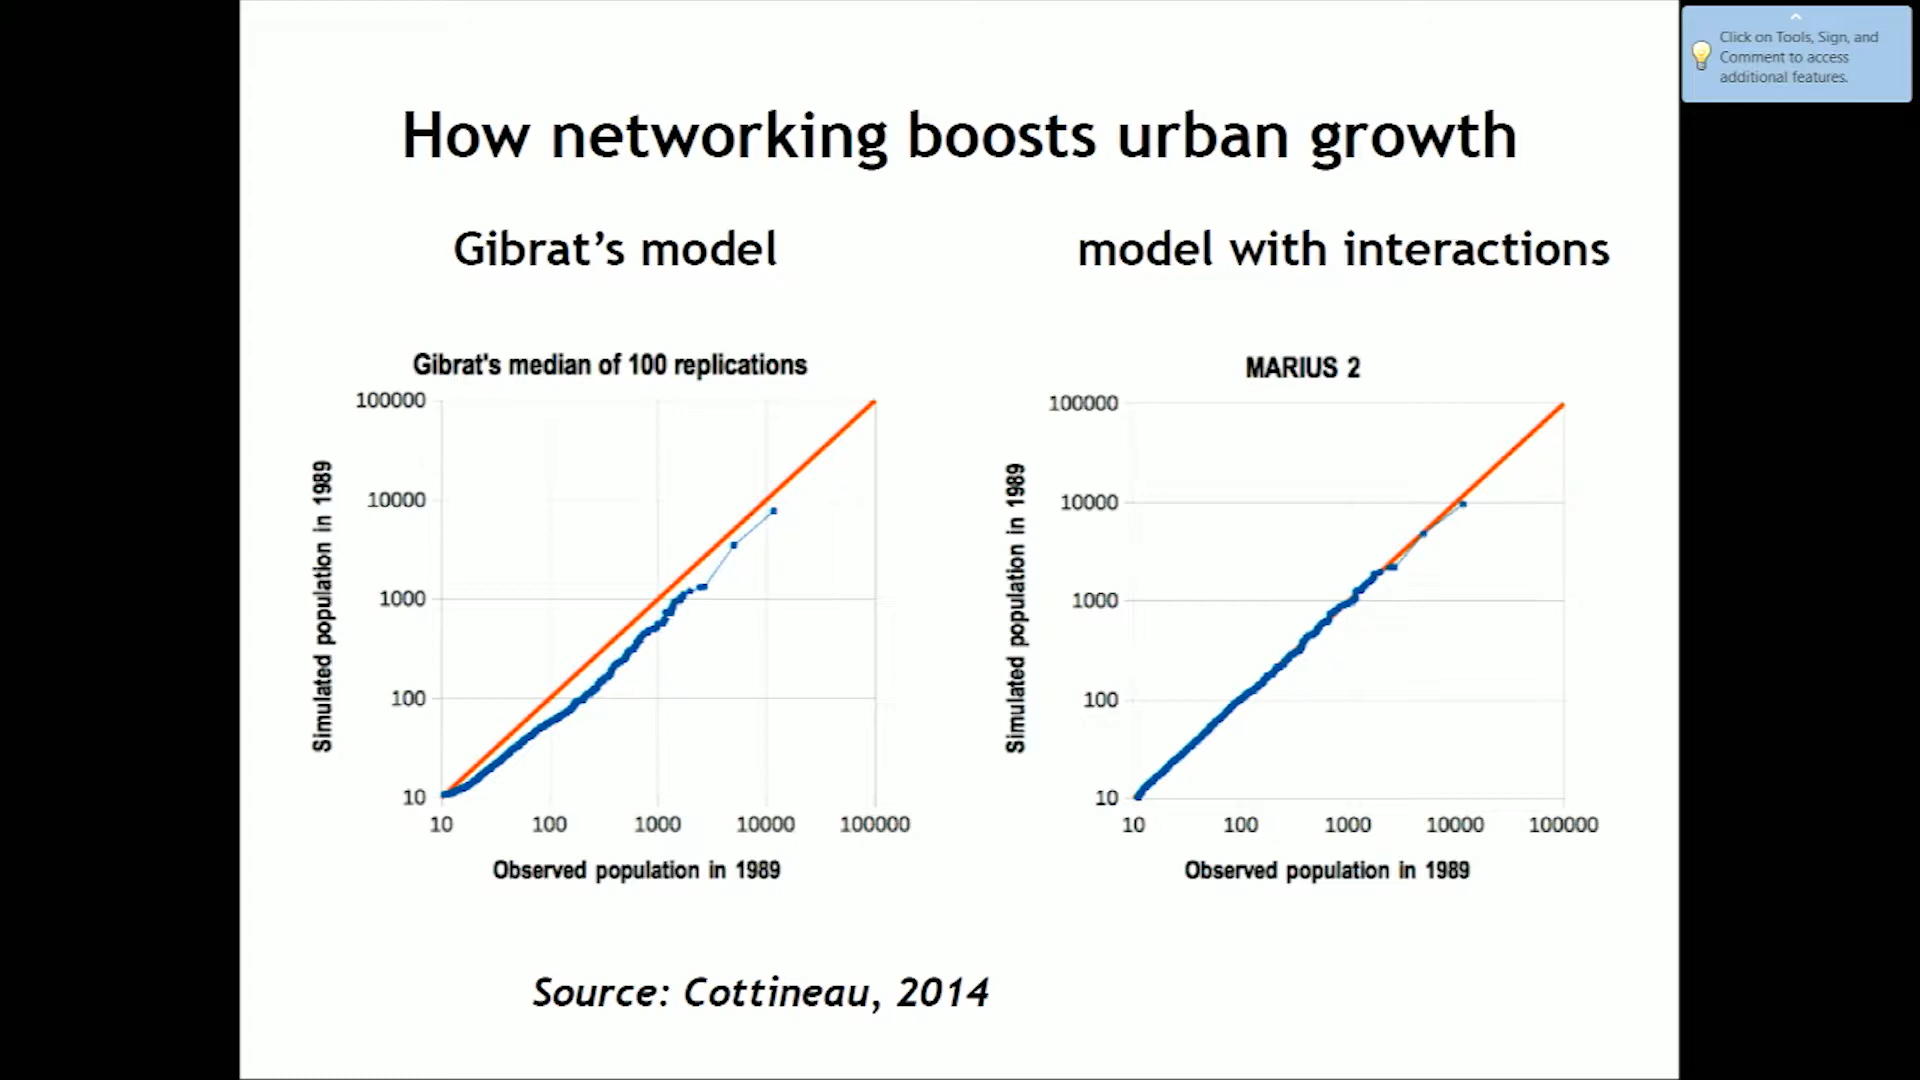 How networking boosts urban growth
Gibrat's model
model with interactions
Gibrat's median of 100 replications
100000
10000
1000
100
10
10 100 1000 10000 100000
Simulated population in 1989
Observed population in 1989
MARIUS 2
100000
10000
1000
100
10
10 100 1000 10000 100000
Simulated population in 1989
Observed population in 1989
Source: Cottineau, 2014
Click on Tools, Sign, and
Comment to access
additional features.